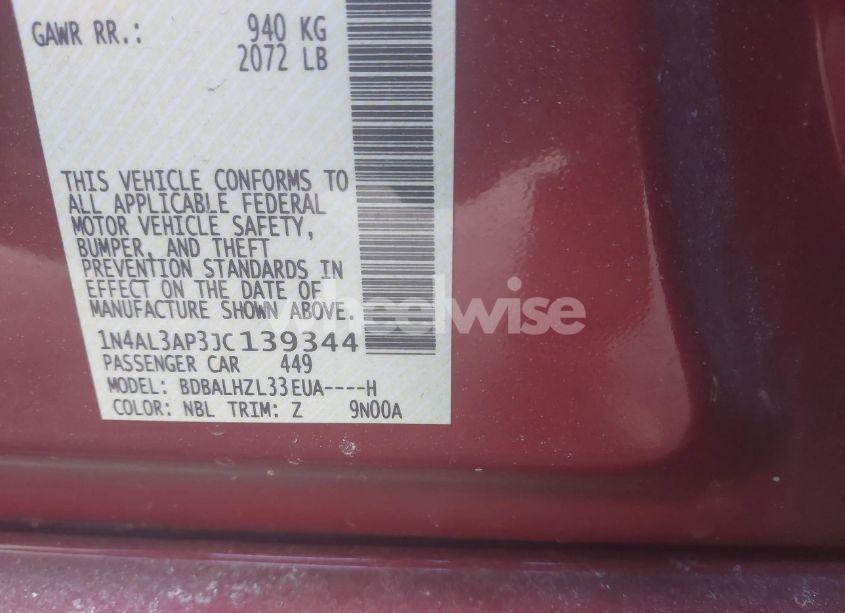 GAWR RR.: 940 KG
2072 LB
THIS VEHICLE CONFORMS TO
ALL APPLICABLE FEDERAL
MOTOR VEHICLE SAFETY,
BUMPER, AND THEFT
PREVENTION STANDARDS IN
EFFECT ON THE DATE OF
MANUFACTURE SHOWN ABOVE.
wheelwise
1N4AL3AP3JC139344
PASSENGER CAR 449
MODEL: BDBALHZL33EUA----H
COLOR: NBL TRIM: Z 9N00A